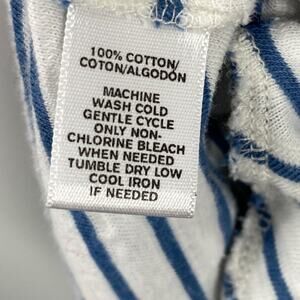 100% COTTON/
COTON/ALGODÓN
MACHINE
WASH COLD
GENTLE CYCLE
ONLY NON-
CHLORINE BLEACH
WHEN NEEDED
TUMBLE DRY LOW
COOL IRON
IF NEEDED